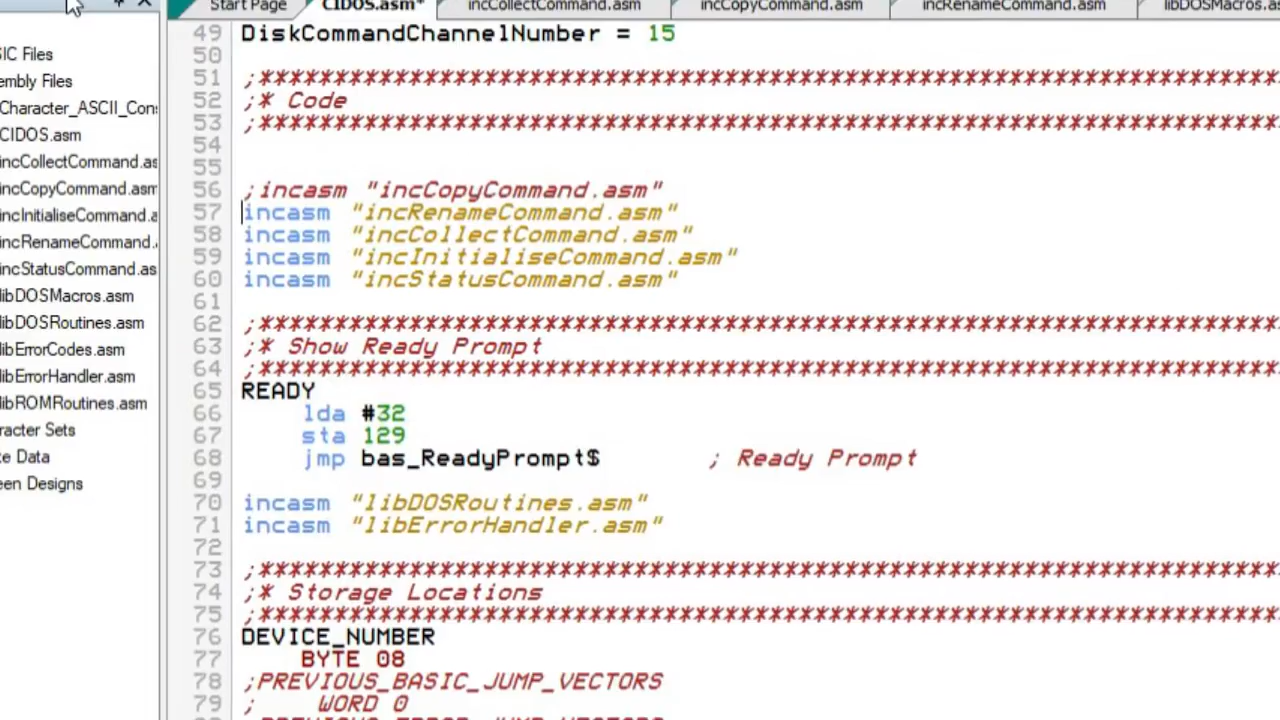 Start Page
CIDOS.asm*
incCollectCommand.asm
incCopyCommand.asm
incRenameCommand.asm
libDOSMacros.as
IC Files
embly Files
Character_ASCII_Con
CIDOS.asm
incCollectCommand.as
incCopyCommand.asm
incInitialiseCommand.a
incRenameCommand.
incStatusCommand.as
libDOSMacros.asm
libDOSRoutines.asm
libErrorCodes.asm
libErrorHandler.asm
libROMRoutines.asm
racter Sets
te Data
een Designs
49 DiskCommandChannelNumber = 15
50
51 ;************************************************************************
52 ;* Code
53 ;************************************************************************
54
55
56 ;incasm "incCopyCommand.asm"
57 incasm "incRenameCommand.asm"
58 incasm "incCollectCommand.asm"
59 incasm "incInitialiseCommand.asm"
60 incasm "incStatusCommand.asm"
61
62 ;************************************************************************
63 ;* Show Ready Prompt
64 ;************************************************************************
65 READY
66 lda #32
67 sta 129
68 jmp bas_ReadyPrompt$ ; Ready Prompt
69
70 incasm "libDOSRoutines.asm"
71 incasm "libErrorHandler.asm"
72
73 ;************************************************************************
74 ;* Storage Locations
75 ;************************************************************************
76 DEVICE_NUMBER
77 BYTE 08
78 ;PREVIOUS_BASIC_JUMP_VECTORS
79 ; WORD 0